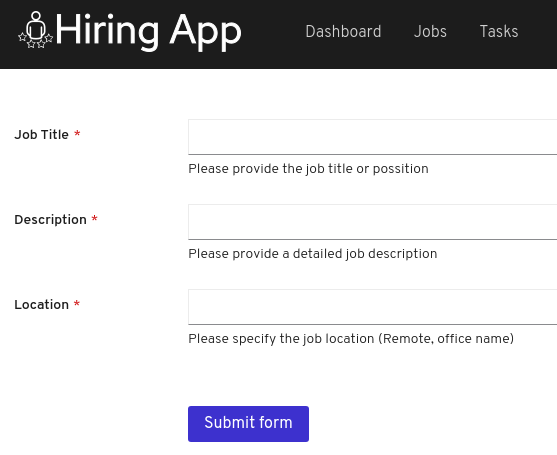 Hiring App Dashboard Jobs Tasks
Job Title *
Please provide the job title or possition
Description *
Please provide a detailed job description
Location *
Please specify the job location (Remote, office name)
Submit form